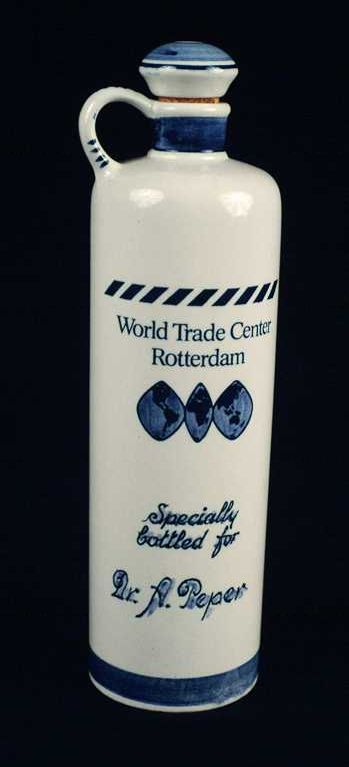 World Trade Center
Rotterdam
Specially
bottled for
Dr. A. Peper